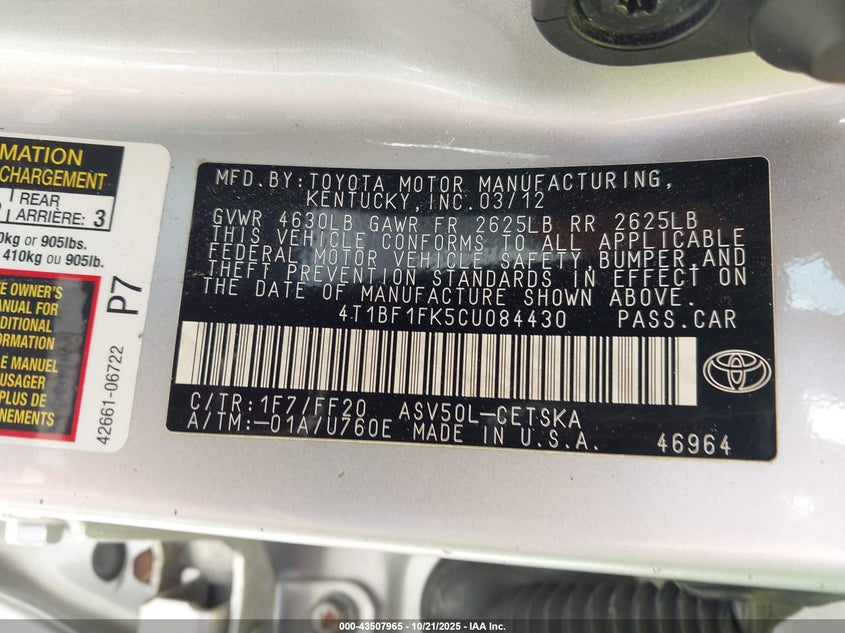 MATION
CHARGEMENT
REAR
ARRIÈRE: 3
0kg or 905lbs.
410kg ou 905lb.
E OWNER'S
ANUAL FOR
DITIONAL
FORMATION
LE MANUEL
USAGER
PLUS DE
NEMENTS
P7
42661-06722
MFD.BY:TOYOTA MOTOR MANUFACTURING,
KENTUCKY,INC.03/12
GVWR 4630LB GAWR FR 2625LB RR 2625LB
THIS VEHICLE CONFORMS TO ALL APPLICABLE
FEDERAL MOTOR VEHICLE SAFETY,BUMPER,AND
THEFT PREVENTION STANDARDS IN EFFECT ON
THE DATE OF MANUFACTURE SHOWN ABOVE.
4T1BF1FK5CU084430 PASS.CAR
C/TR:1F7/FF20 ASV50L-CETSKA
A/TM:-01A/U760E MADE IN U.S.A. 46964
000-43507965 - 10/21/2025 - IAA Inc.